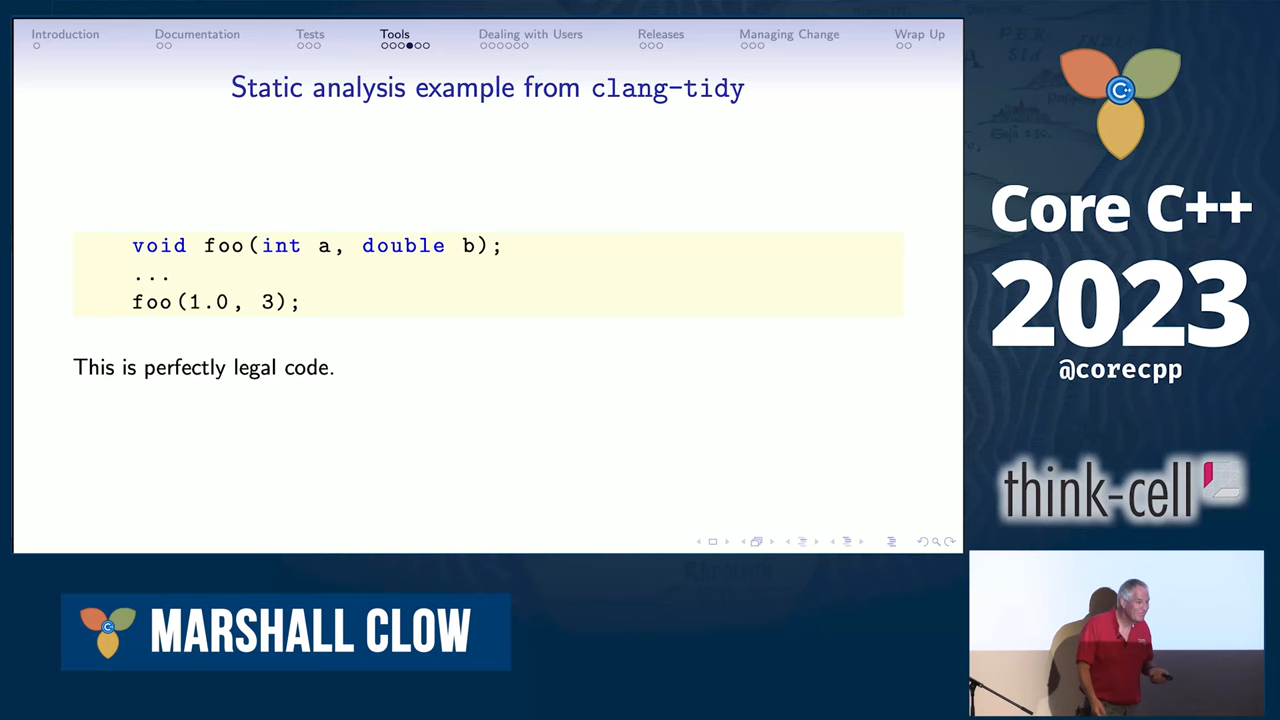 Introduction
Documentation
Tests
Tools
Dealing with Users
Releases
Managing Change
Wrap Up
Static analysis example from clang-tidy
void foo(int a, double b);
...
foo(1.0, 3);
This is perfectly legal code.
C++
Core C++
2023
@corecpp
think-cell
C++
MARSHALL CLOW